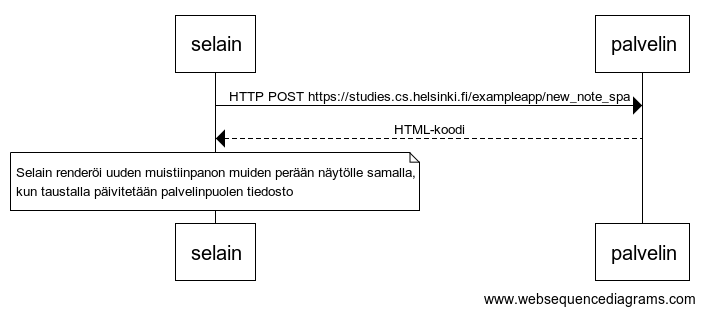 selain palvelin
HTTP POST https://studies.cs.helsinki.fi/exampleapp/new_note_spa
HTML-koodi
Selain renderöi uuden muistiinpanon muiden perään näytölle samalla,
kun taustalla päivitetään palvelinpuolen tiedosto
selain palvelin
www.websequencediagrams.com